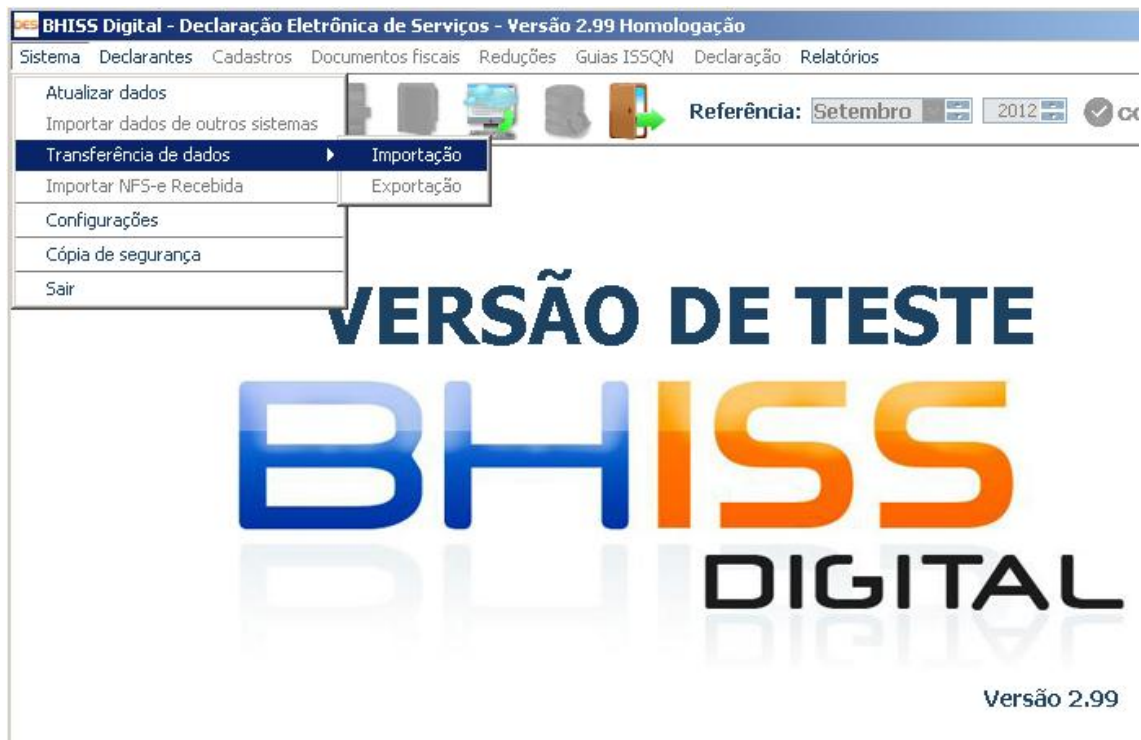 DES BHISS Digital - Declaração Eletrônica de Serviços - Versão 2.99 Homologação
Sistema Declarantes Cadastros Documentos fiscais Reduções Guias ISSQN Declaração Relatórios
Atualizar dados
Importar dados de outros sistemas
Referência: Setembro 2012 co
Transferência de dados Importação
Importar NFS-e Recebida Exportação
Configurações
Cópia de segurança
Sair
VERSÃO DE TESTE
BHISS
DIGITAL
Versão 2.99